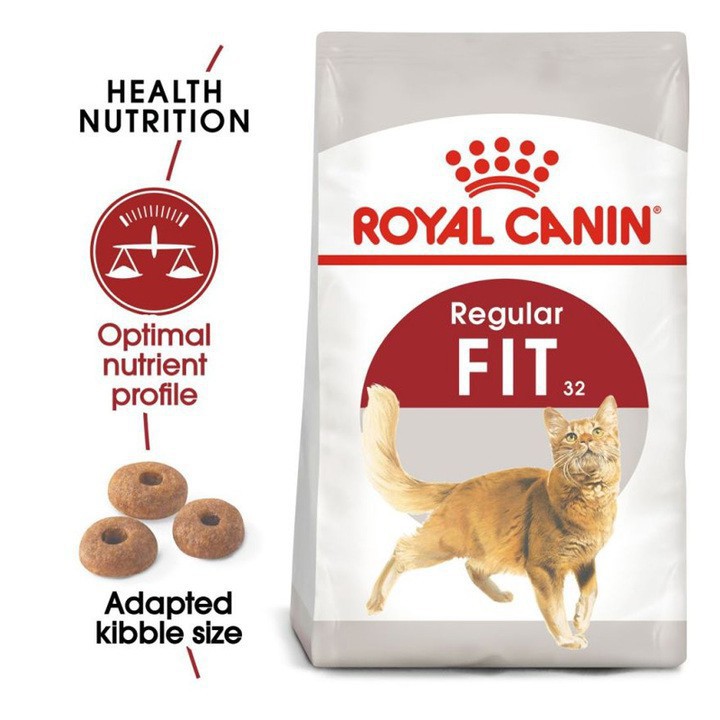 HEALTH
NUTRITION
Optimal
nutrient
profile
Adapted
kibble size
ROYAL CANIN®
Regular
FIT 32